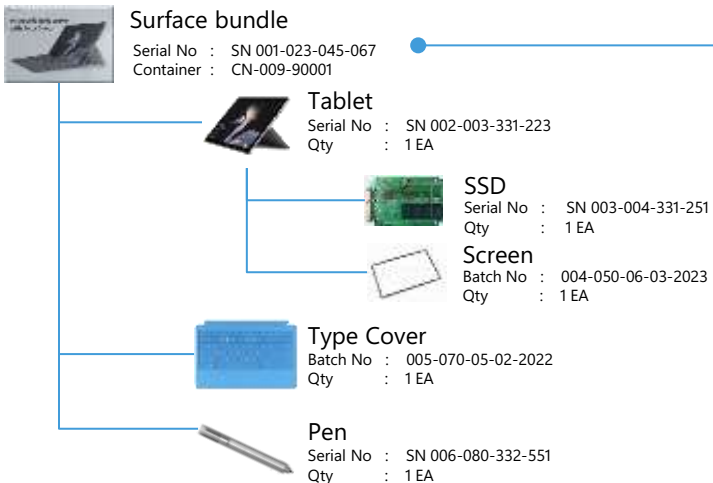 Surface bundle
Serial No : SN 001-023-045-067
Container : CN-009-90001
Tablet
Serial No : SN 002-003-331-223
Qty : 1 EA
SSD
Serial No : SN 003-004-331-251
Qty : 1 EA
Screen
Batch No : 004-050-06-03-2023
Qty : 1 EA
Type Cover
Batch No : 005-070-05-02-2022
Qty : 1 EA
Pen
Serial No : SN 006-080-332-551
Qty : 1 EA